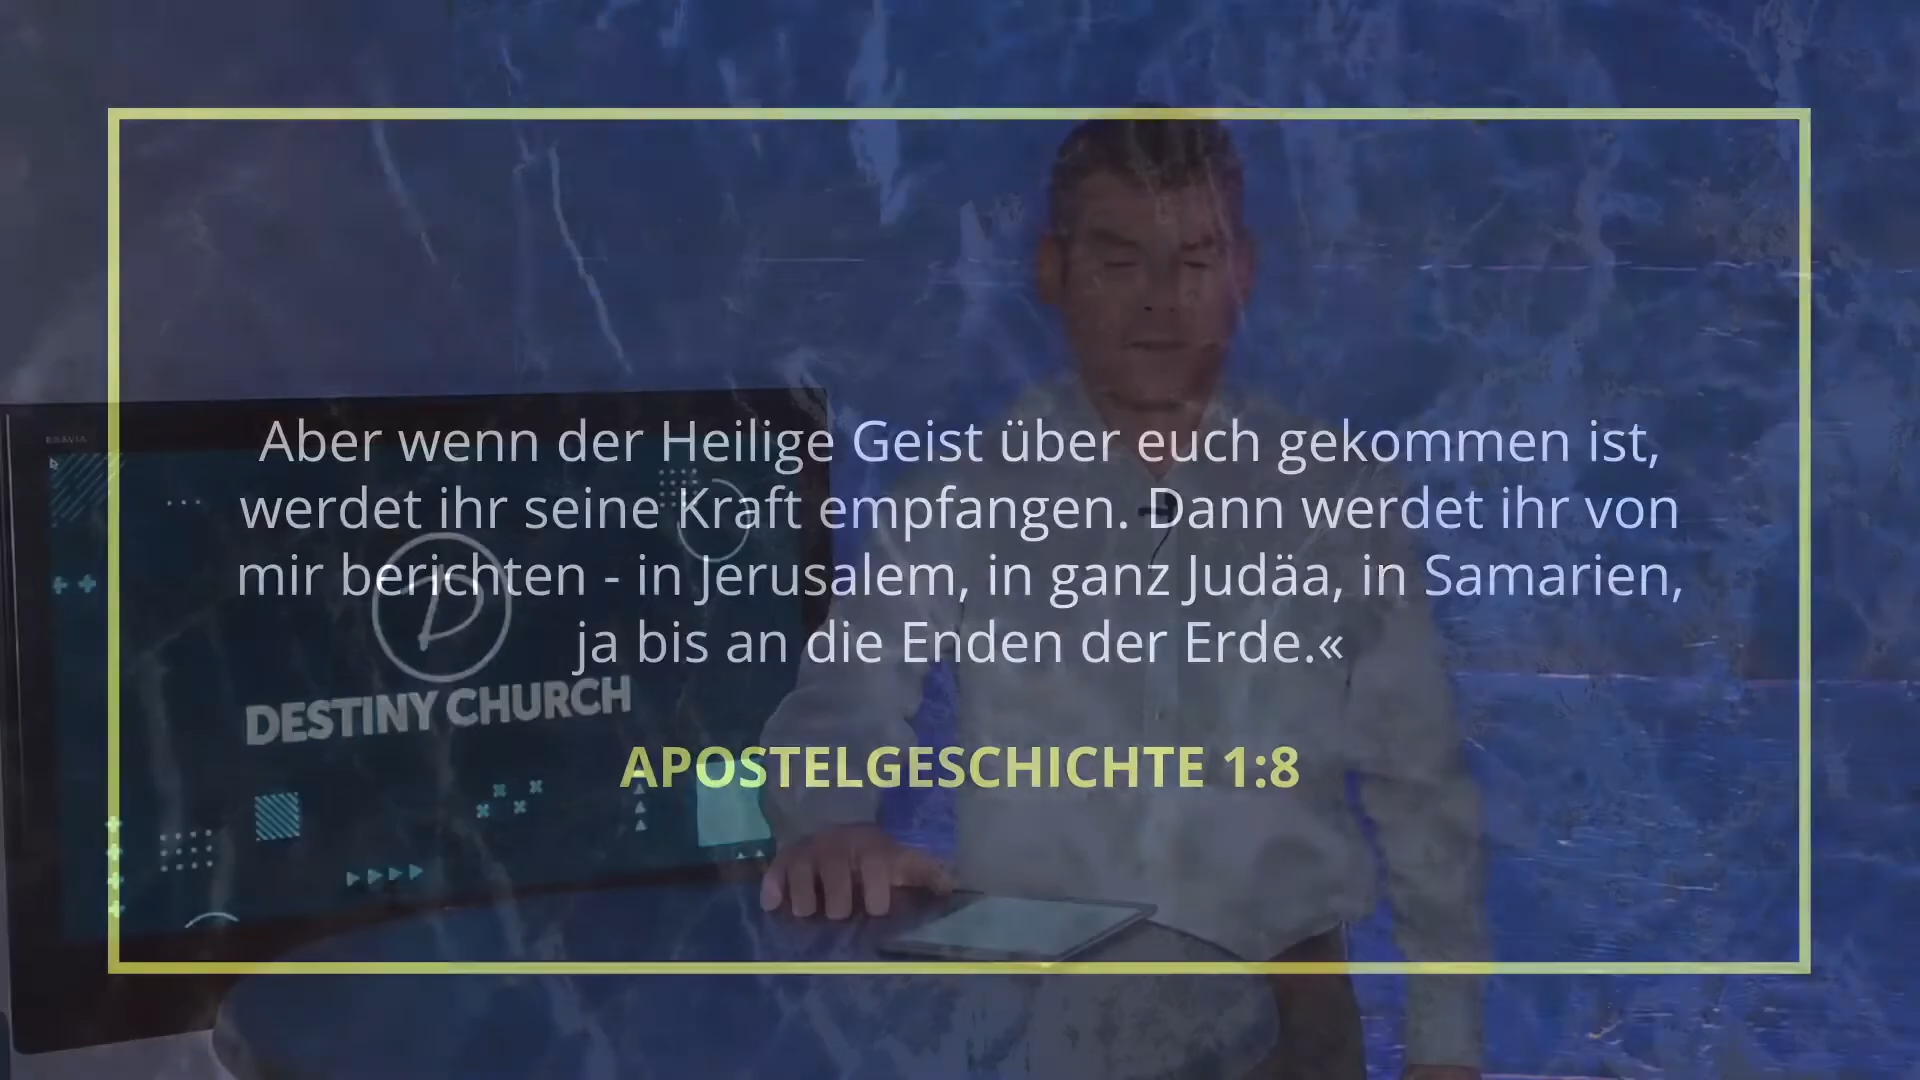 BRAVIA
Aber wenn der Heilige Geist über euch gekommen ist,
werdet ihr seine Kraft empfangen. Dann werdet ihr von
mir berichten - in Jerusalem, in ganz Judäa, in Samarien,
ja bis an die Enden der Erde.«
DESTINY CHURCH
APOSTELGESCHICHTE 1:8